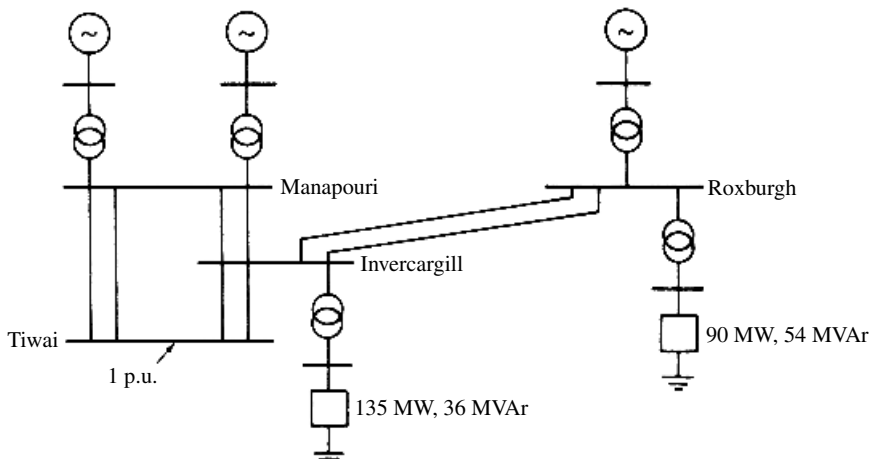 ~
~
~
Manapouri
Roxburgh
Invercargill
Tiwai
1 p.u.
90 MW, 54 MVAr
135 MW, 36 MVAr